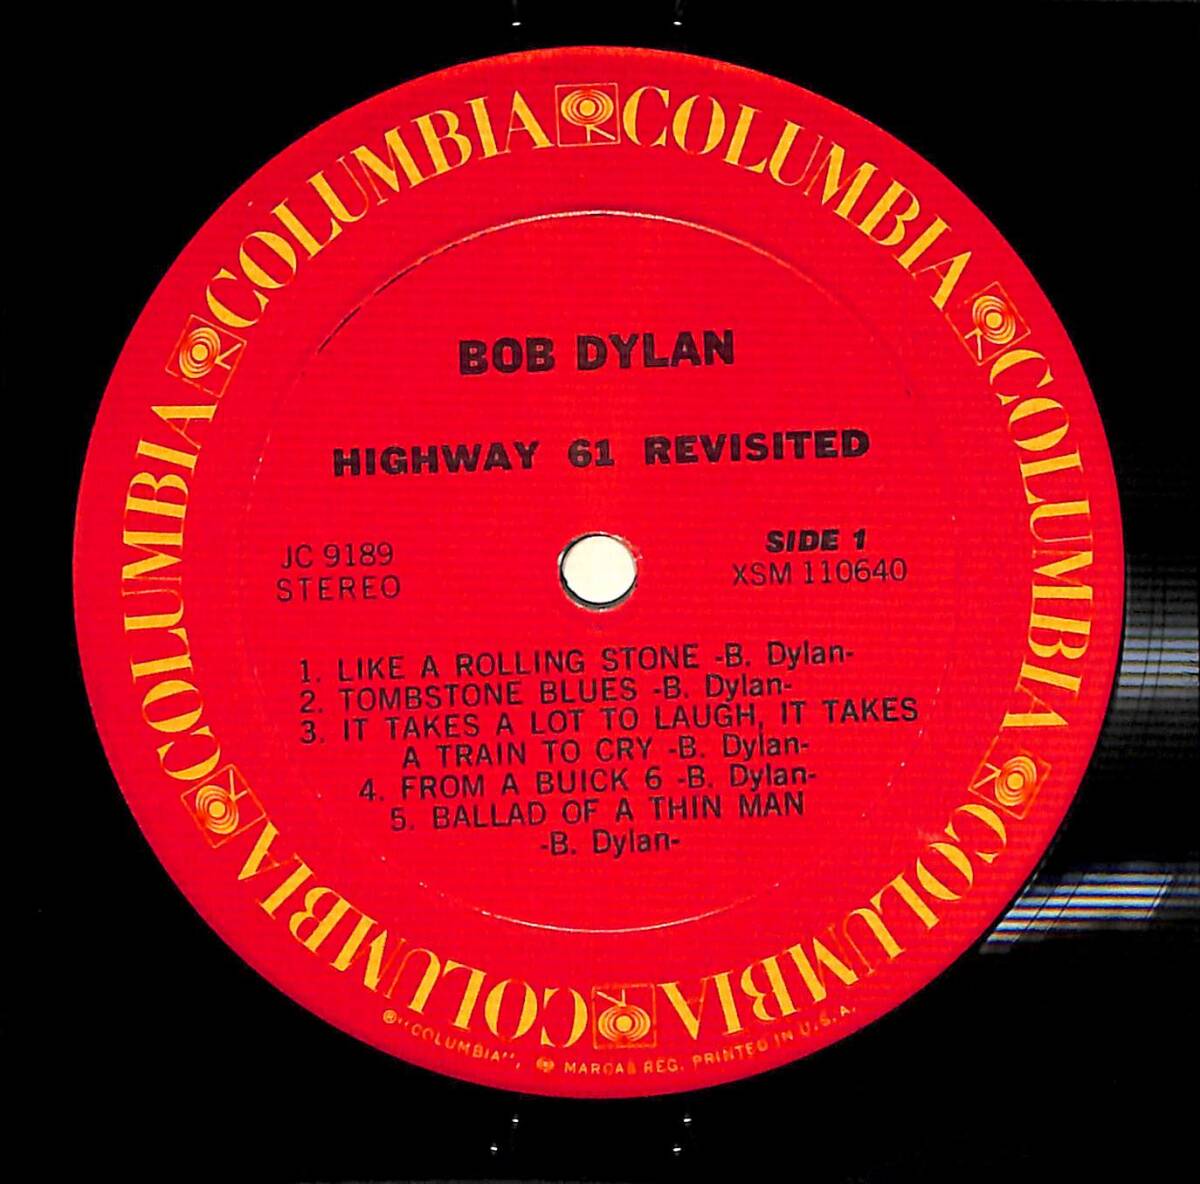 COLUMBIA COLUMBIA COLUMBIA COLUMBIA COLUMBIA COLUMBIA
BOB DYLAN
HIGHWAY 61 REVISITED
JC 9189
STEREO
SIDE 1
XSM 110640
1. LIKE A ROLLING STONE -B. Dylan-
2. TOMBSTONE BLUES -B. Dylan-
3. IT TAKES A LOT TO LAUGH, IT TAKES
A TRAIN TO CRY -B. Dylan-
4. FROM A BUICK 6 -B. Dylan-
5. BALLAD OF A THIN MAN
-B. Dylan-
®"COLUMBIA", MARCAS REG. PRINTED IN U.S.A.